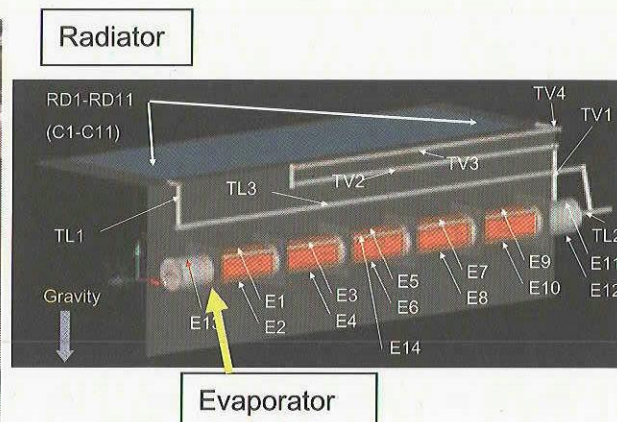 Radiator
RD1-RD11
(C1-C11)
TV4
TV1
TV3
TV2
TL3
TL1
TL2
E11
E12
E9
E10
E7
E8
E5
E6
E3
E4
E1
E2
E13
E14
Gravity
Evaporator